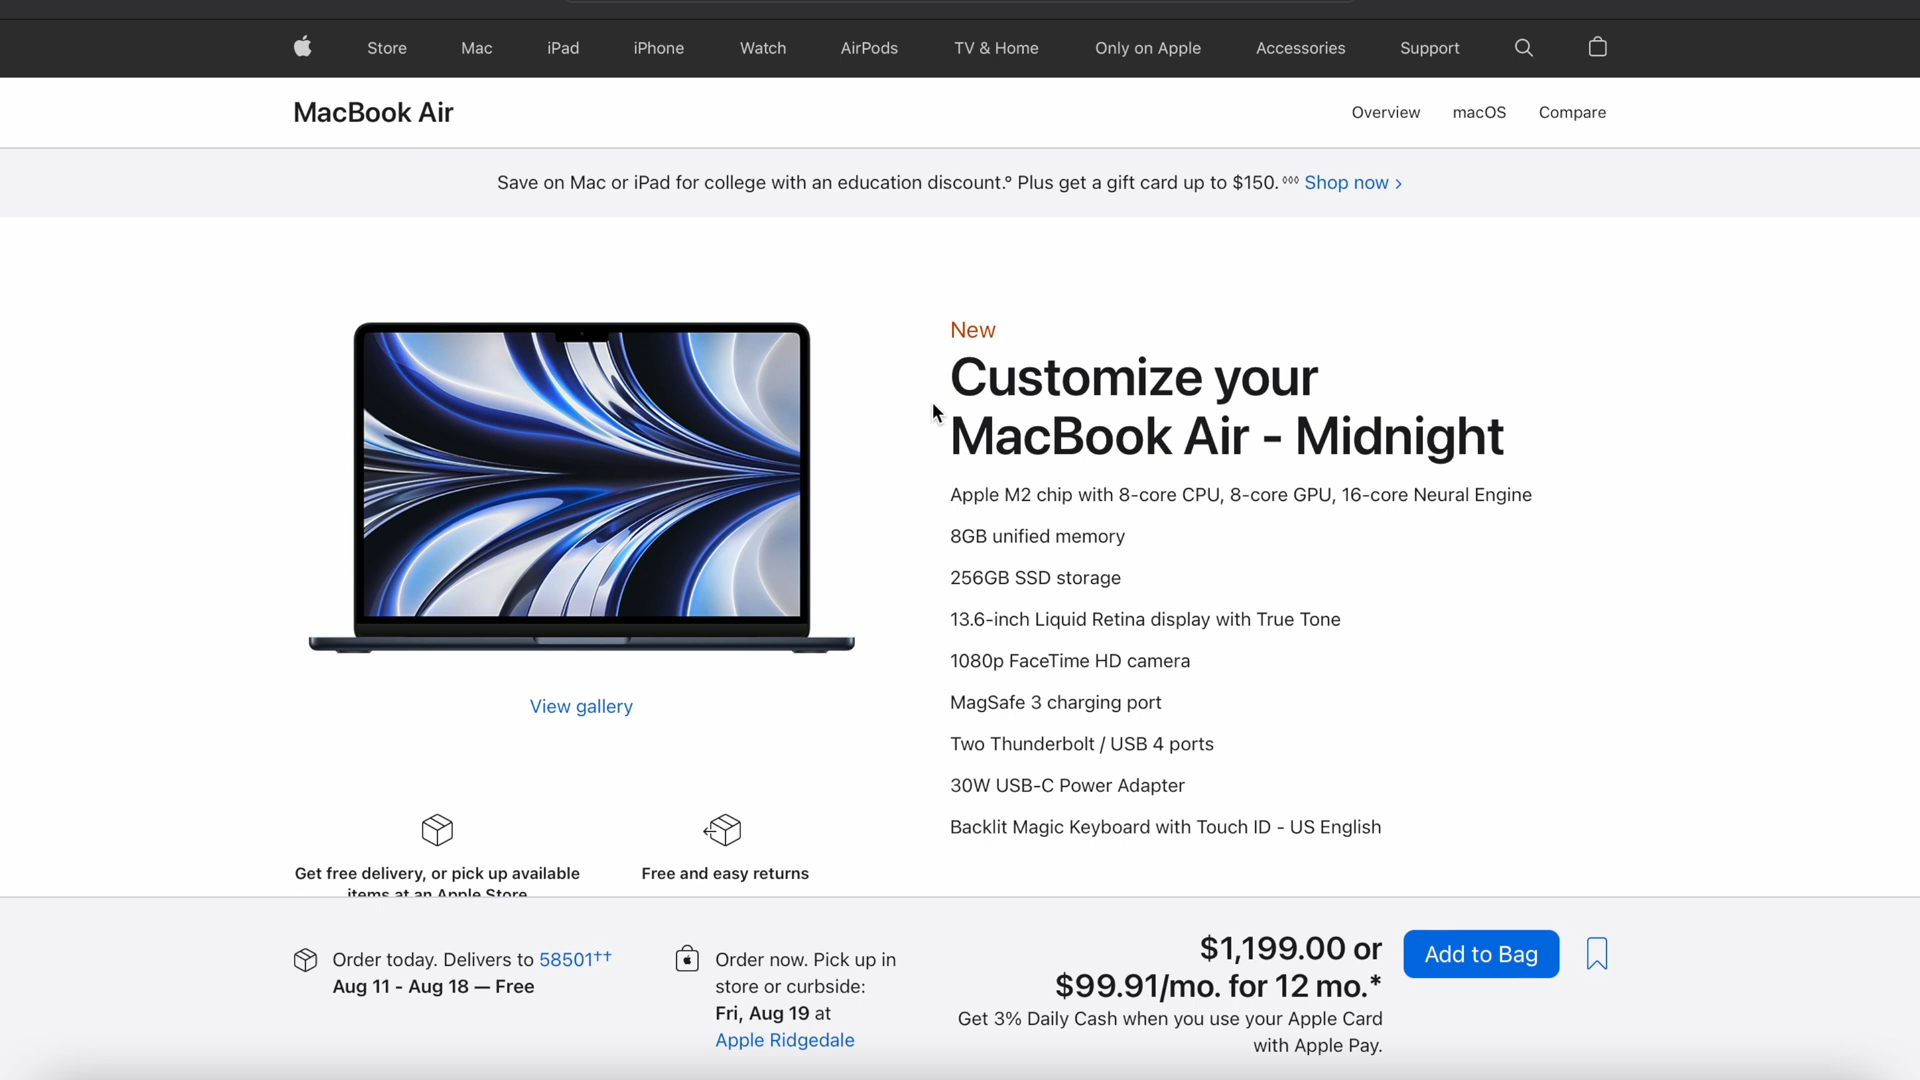 Store Mac iPad iPhone Watch AirPods TV & Home Only on Apple Accessories Support
MacBook Air
Overview macOS Compare
Save on Mac or iPad for college with an education discount.° Plus get a gift card up to $150.◊◊◊ Shop now >
New
Customize your
MacBook Air - Midnight
Apple M2 chip with 8-core CPU, 8-core GPU, 16-core Neural Engine
8GB unified memory
256GB SSD storage
13.6-inch Liquid Retina display with True Tone
1080p FaceTime HD camera
MagSafe 3 charging port
Two Thunderbolt / USB 4 ports
30W USB-C Power Adapter
Backlit Magic Keyboard with Touch ID - US English
View gallery
Get free delivery, or pick up available
items at an Apple Store
Free and easy returns
Order today. Delivers to 58501††
Aug 11 - Aug 18 — Free
Order now. Pick up in
store or curbside:
Fri, Aug 19 at
Apple Ridgedale
$1,199.00 or
$99.91/mo. for 12 mo.*
Get 3% Daily Cash when you use your Apple Card
with Apple Pay.
Add to Bag